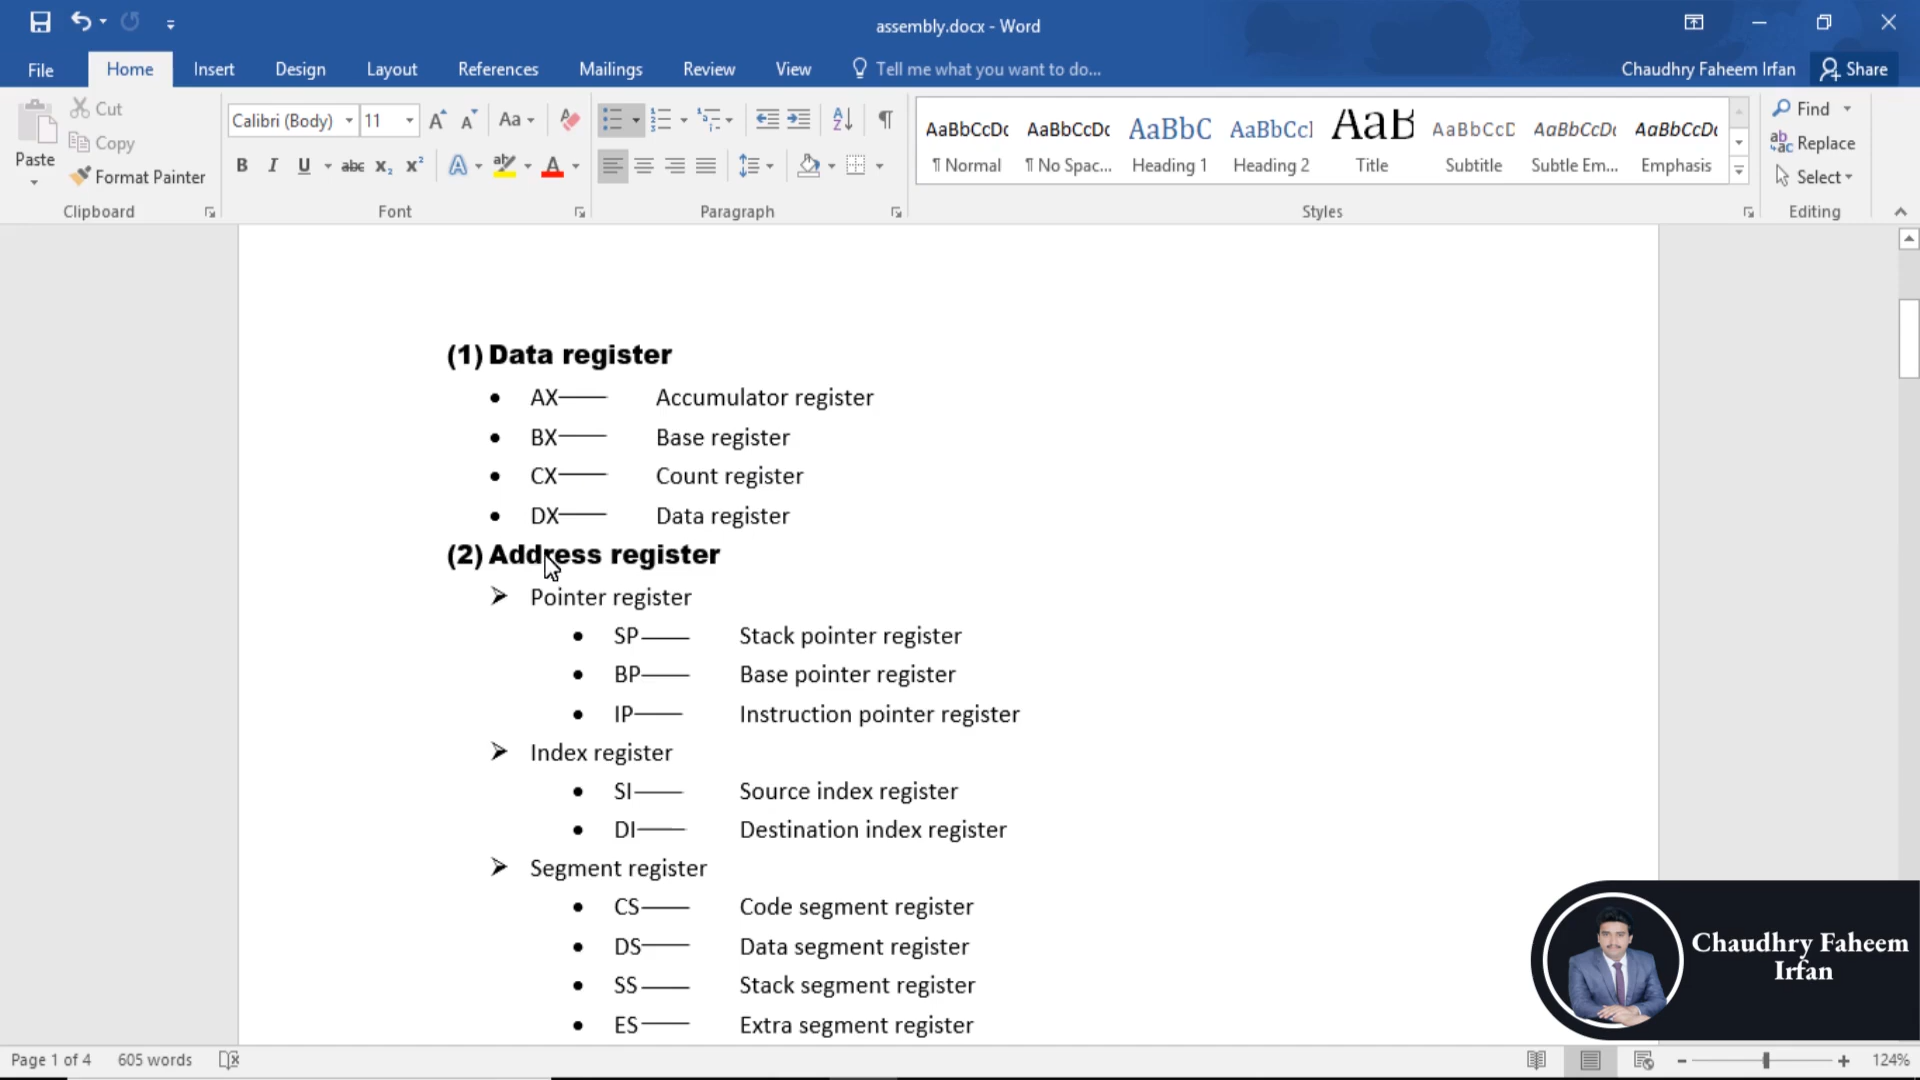 assembly.docx - Word
File Home Insert Design Layout References Mailings Review View Tell me what you want to do... Chaudhry Faheem Irfan Share
Paste
Cut
Copy
Format Painter
Clipboard
Calibri (Body) 11
Aa
B I U abc X2 X2 A ab A
Font
A Z
Paragraph
AaBbCcDc AaBbCcDc AaBbC AaBbCcI AaB AaBbCcD AaBbCcDc AaBbCcDc
¶ Normal ¶ No Spac... Heading 1 Heading 2 Title Subtitle Subtle Em... Emphasis
Styles
Find
Replace
Select
Editing
(1) Data register
• AX—— Accumulator register
• BX—— Base register
• CX—— Count register
• DX—— Data register
(2) Address register
➢ Pointer register
• SP—— Stack pointer register
• BP—— Base pointer register
• IP—— Instruction pointer register
➢ Index register
• SI—— Source index register
• DI—— Destination index register
➢ Segment register
• CS—— Code segment register
• DS—— Data segment register
• SS—— Stack segment register
• ES—— Extra segment register
Chaudhry Faheem
Irfan
Page 1 of 4 605 words 124%